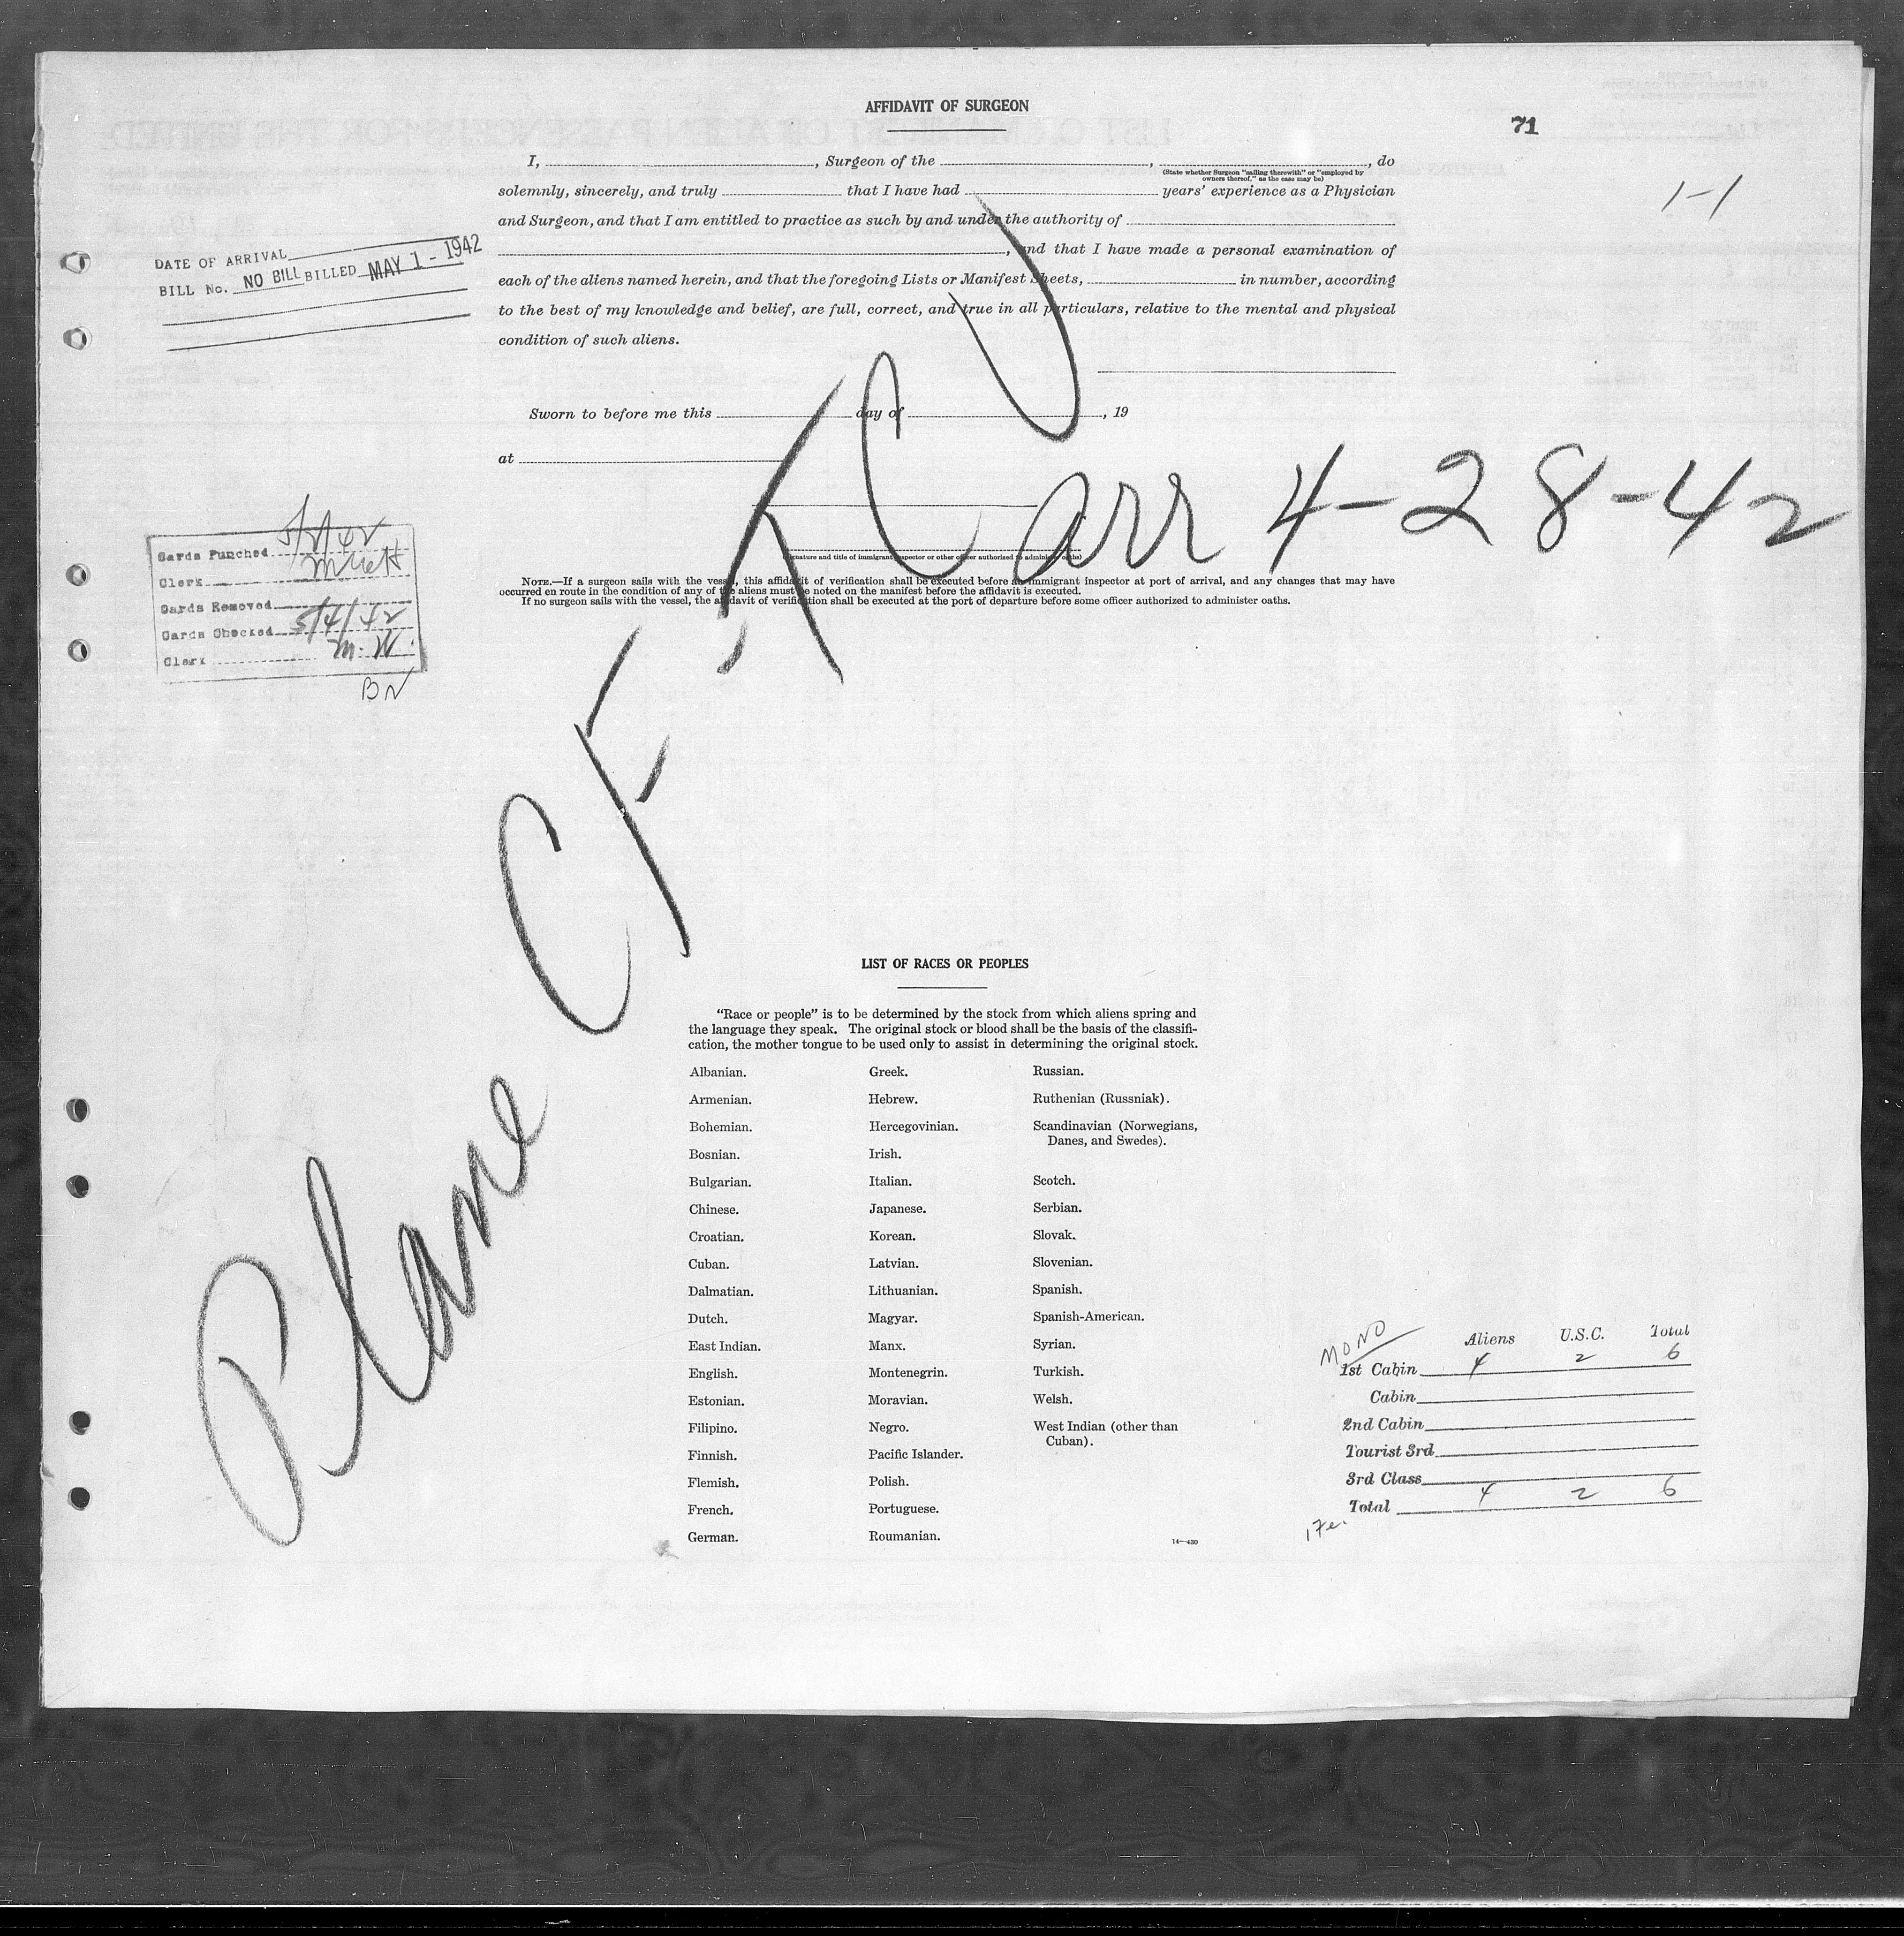 AFFIDAVIT OF SURGEON
71
1-1
I, , Surgeon of the , , do
(State whether Surgeon "sailing therewith" or "employed by
owners thereof," as the case may be)
solemnly, sincerely, and truly that I have had years' experience as a Physician
and Surgeon, and that I am entitled to practice as such by and under the authority of
, and that I have made a personal examination of
each of the aliens named herein, and that the foregoing Lists or Manifest Sheets, in number, according
to the best of my knowledge and belief, are full, correct, and true in all particulars, relative to the mental and physical
condition of such aliens.
DATE OF ARRIVAL
BILL No. NO BILL BILLED MAY 1 - 1942
Sworn to before me this day of , 19
at
(Signature and title of immigrant inspector or other officer authorized to administer oaths)
NOTE.—If a surgeon sails with the vessel, this affidavit of verification shall be executed before an immigrant inspector at port of arrival, and any changes that may have
occurred en route in the condition of any of the aliens must be noted on the manifest before the affidavit is executed.
If no surgeon sails with the vessel, the affidavit of verification shall be executed at the port of departure before some officer authorized to administer oaths.
Cards Punched 5/2/42
Clerk
Cards Removed
Cards Checked 5/4/42
Clerk M. W.
BN
Plane CF-TCJ
arr 4-28-42
LIST OF RACES OR PEOPLES
"Race or people" is to be determined by the stock from which aliens spring and
the language they speak. The original stock or blood shall be the basis of the classifi-
cation, the mother tongue to be used only to assist in determining the original stock.
Albanian.
Armenian.
Bohemian.
Bosnian.
Bulgarian.
Chinese.
Croatian.
Cuban.
Dalmatian.
Dutch.
East Indian.
English.
Estonian.
Filipino.
Finnish.
Flemish.
French.
German.
Greek.
Hebrew.
Hercegovinian.
Irish.
Italian.
Japanese.
Korean.
Latvian.
Lithuanian.
Magyar.
Manx.
Montenegrin.
Moravian.
Negro.
Pacific Islander.
Polish.
Portuguese.
Roumanian.
Russian.
Ruthenian (Russniak).
Scandinavian (Norwegians,
Danes, and Swedes).
Scotch.
Serbian.
Slovak.
Slovenian.
Spanish.
Spanish-American.
Syrian.
Turkish.
Welsh.
West Indian (other than
Cuban).
14—430
MONO
Aliens U.S.C. Total
1st Cabin 4 2 6
Cabin
2nd Cabin
Tourist 3rd
3rd Class
Total 4 2 6